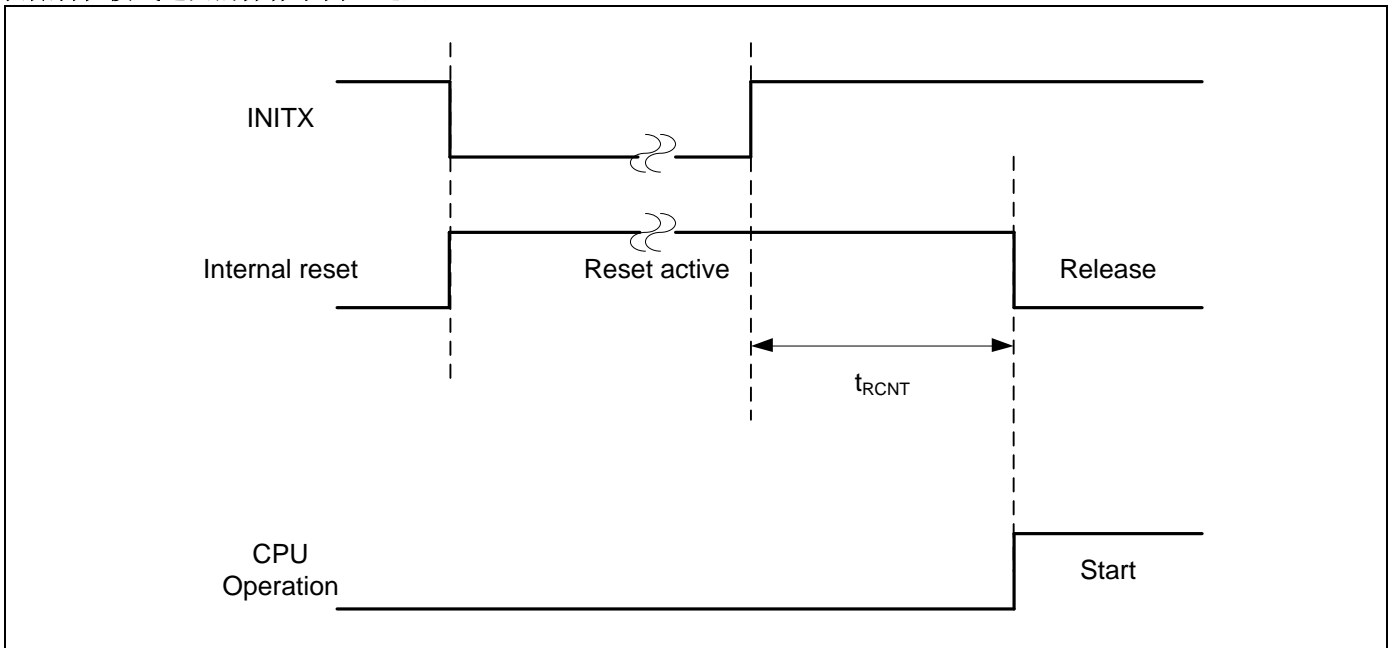 INITX
Internal reset
Reset active
Release
tRCNT
CPU
Operation
Start